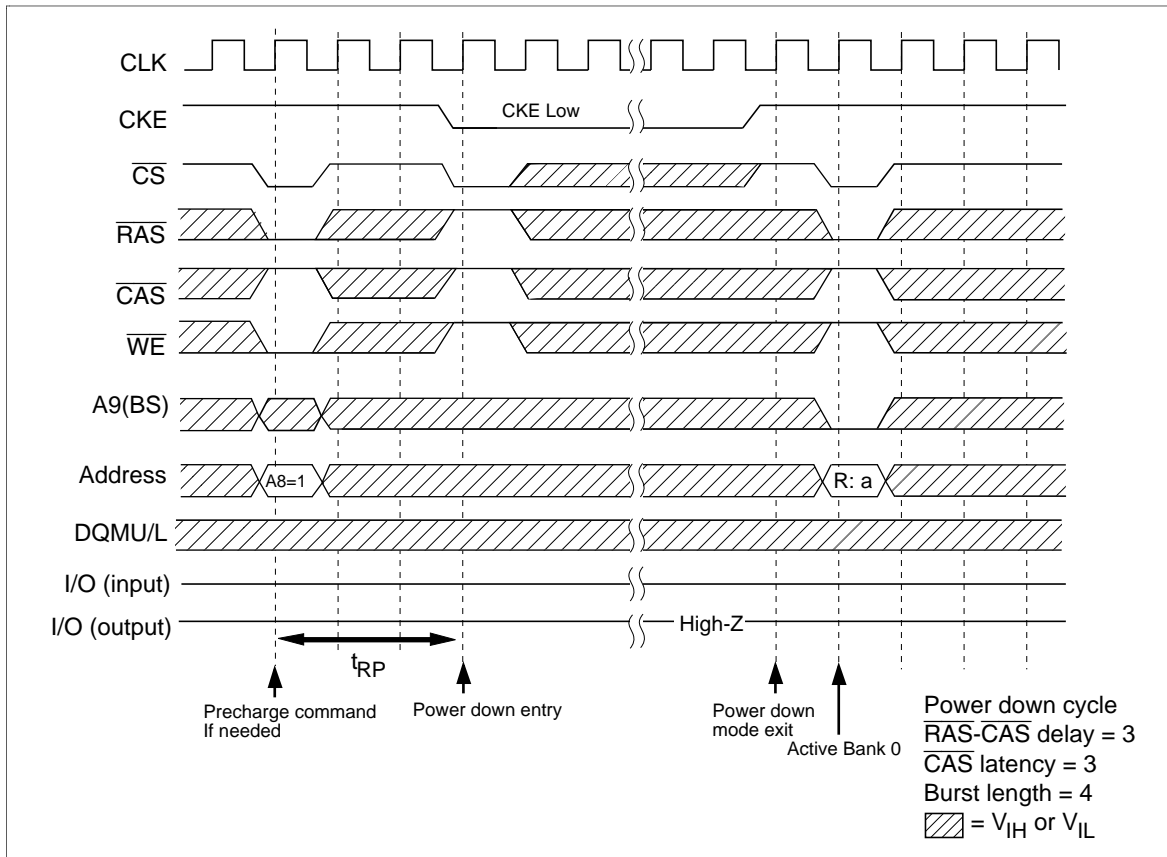 CLK
CKE
CKE Low
CS
RAS
CAS
WE
A9(BS)
Address
A8=1
R: a
DQMU/L
I/O (input)
I/O (output)
High-Z
tRP
Precharge command
If needed
Power down entry
Power down
mode exit
Active Bank 0
Power down cycle
RAS-CAS delay = 3
CAS latency = 3
Burst length = 4
= VIH or VIL